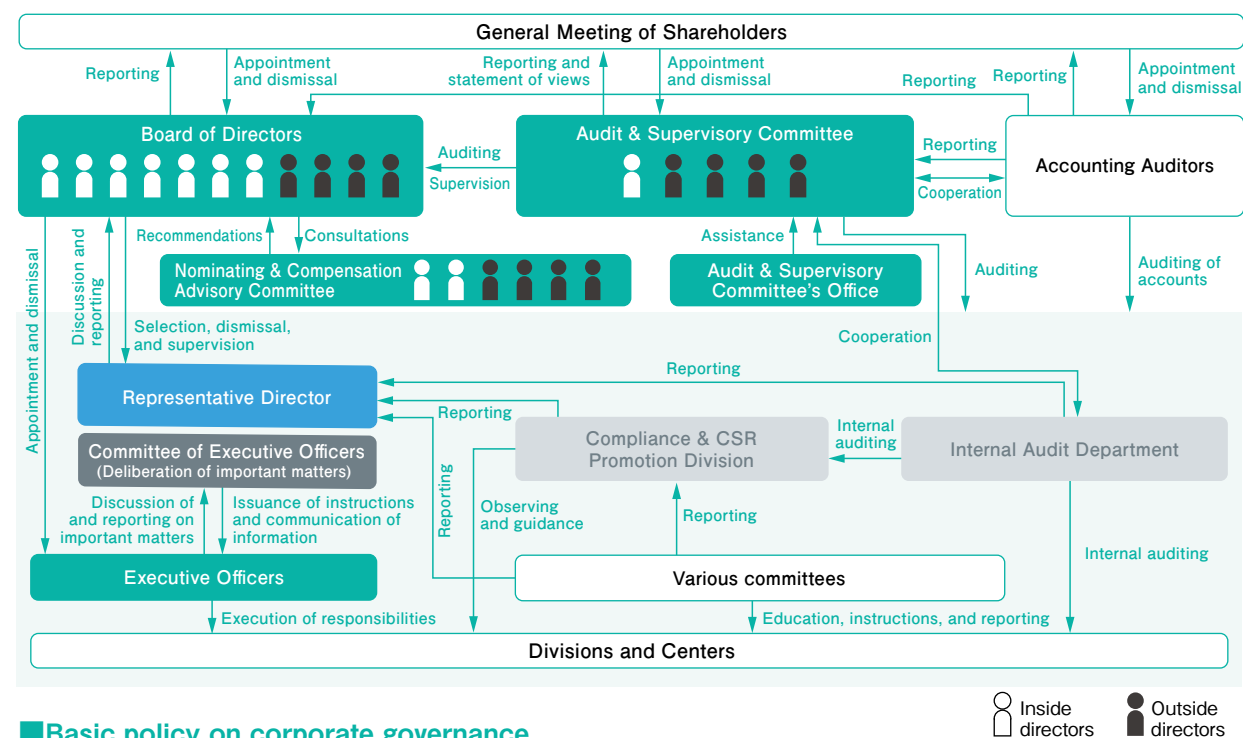 General Meeting of Shareholders
Reporting
Appointment
and dismissal
Reporting and
statement of views
Appointment
and dismissal
Reporting
Reporting
Appointment
and dismissal
Board of Directors
Auditing
Supervision
Audit & Supervisory Committee
Reporting
Cooperation
Accounting Auditors
Appointment and dismissal
Discussion and
reporting
Recommendations
Consultations
Assistance
Auditing
Auditing of
accounts
Nominating & Compensation
Advisory Committee
Audit & Supervisory
Committee's Office
Selection, dismissal,
and supervision
Cooperation
Reporting
Representative Director
Reporting
Committee of Executive Officers
(Deliberation of important matters)
Compliance & CSR
Promotion Division
Internal
auditing
Internal Audit Department
Discussion of
and reporting on
important matters
Issuance of instructions
and communication of
information
Reporting
Observing
and guidance
Reporting
Internal auditing
Executive Officers
Various committees
Execution of responsibilities
Education, instructions, and reporting
Divisions and Centers
Inside
directors
Outside
directors
Basic policy on corporate governance